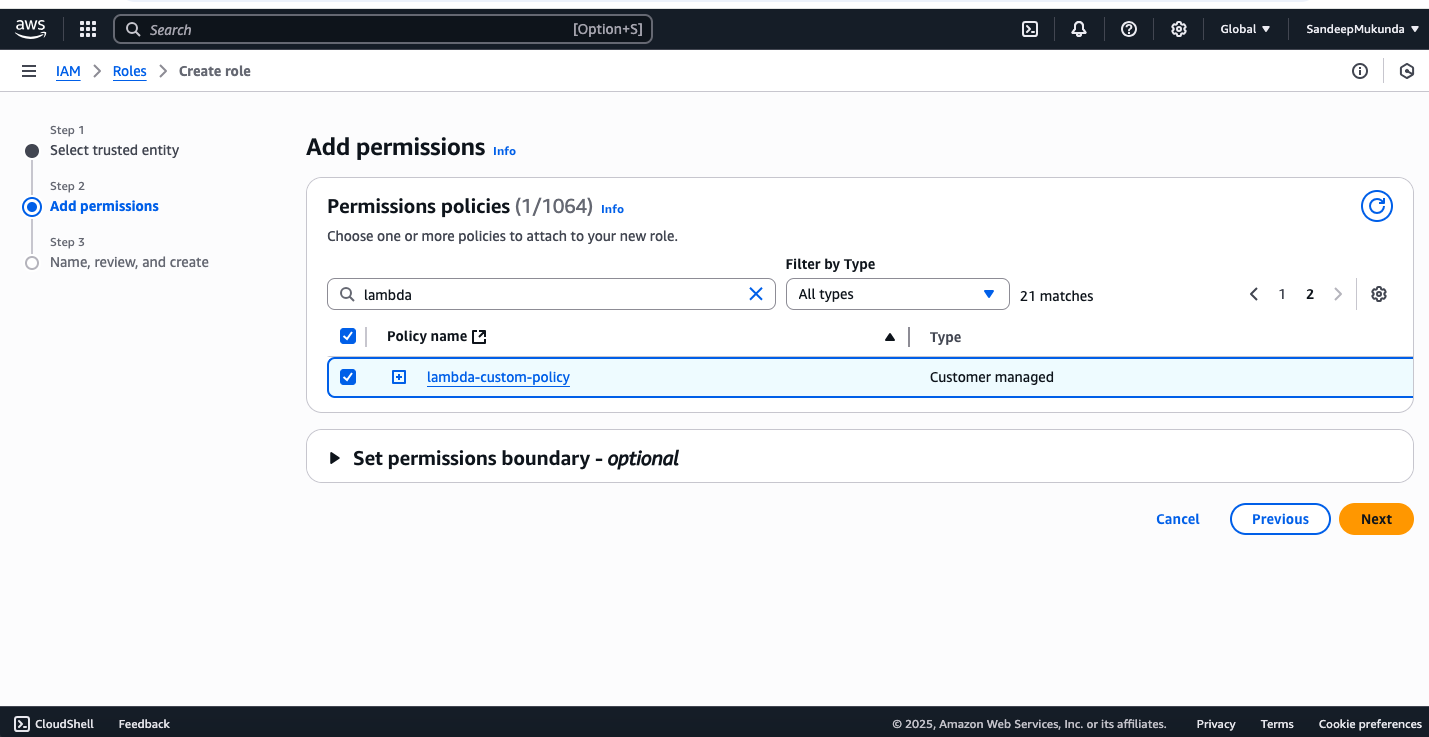 aws Search [Option+S] Global SandeepMukunda
IAM Roles Create role
Step 1
Select trusted entity
Step 2
Add permissions
Step 3
Name, review, and create
Add permissions Info
Permissions policies (1/1064) Info
Choose one or more policies to attach to your new role.
Filter by Type
lambda All types 21 matches 1 2
Policy name Type
lambda-custom-policy Customer managed
Set permissions boundary - optional
Cancel Previous Next
CloudShell Feedback © 2025, Amazon Web Services, Inc. or its affiliates. Privacy Terms Cookie preferences